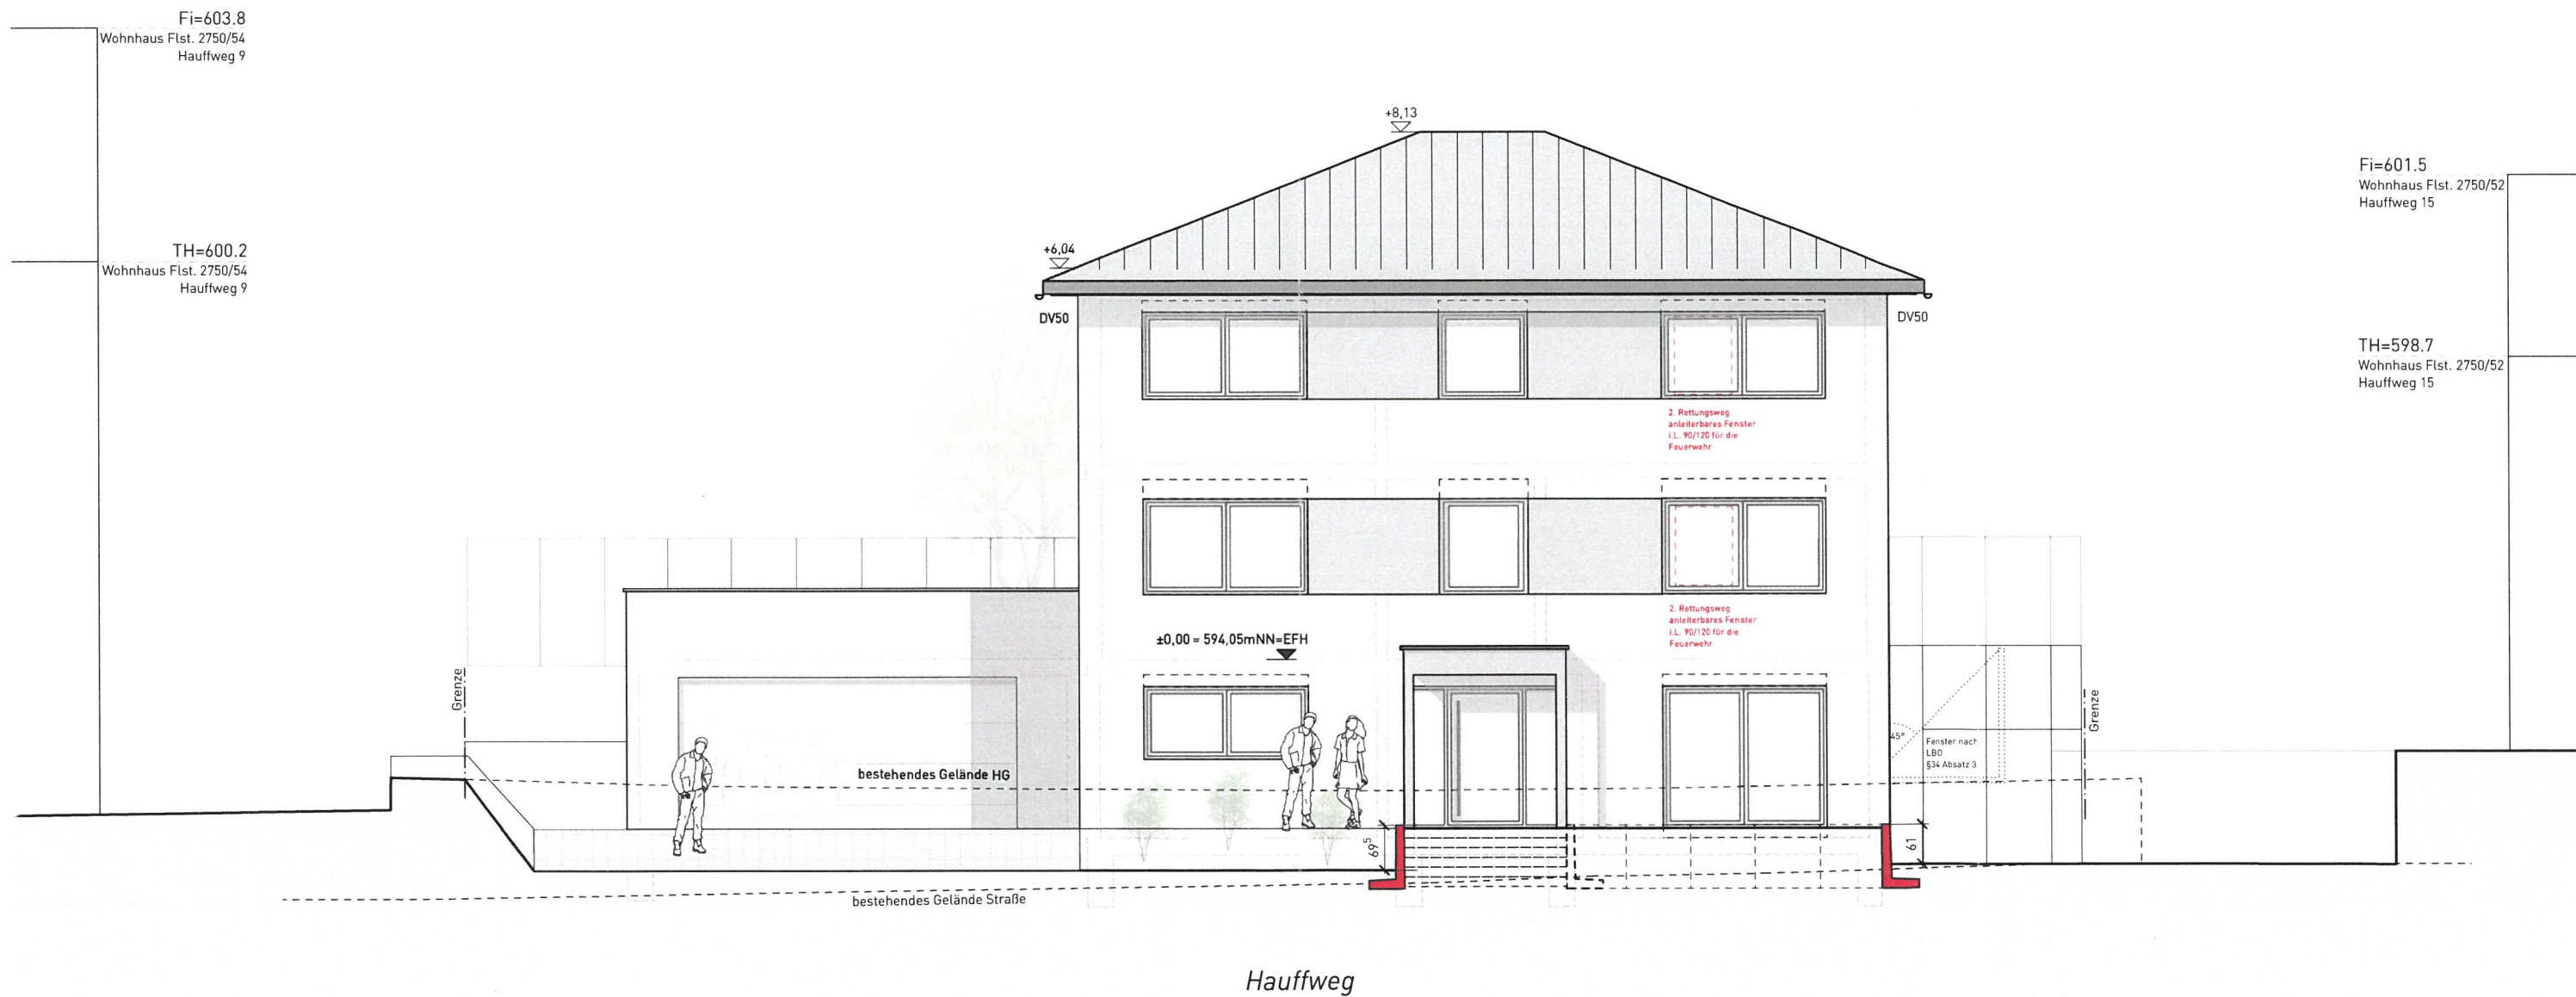 Fi=603.8
Wohnhaus Flst. 2750/54
Hauffweg 9
TH=600.2
Wohnhaus Flst. 2750/54
Hauffweg 9
+8,13
+6,04
DV50
DV50
Fi=601.5
Wohnhaus Flst. 2750/52
Hauffweg 15
TH=598.7
Wohnhaus Flst. 2750/52
Hauffweg 15
2. Rettungsweg
anleiterbares Fenster
i.L. 90/120 für die
Feuerwehr
2. Rettungsweg
anleiterbares Fenster
i.L. 90/120 für die
Feuerwehr
±0,00 = 594,05mNN=EFH
Grenze
Grenze
45°
Fenster nach
LBO
§34 Absatz 3
bestehendes Gelände HG
69⁵
61
bestehendes Gelände Straße
Hauffweg